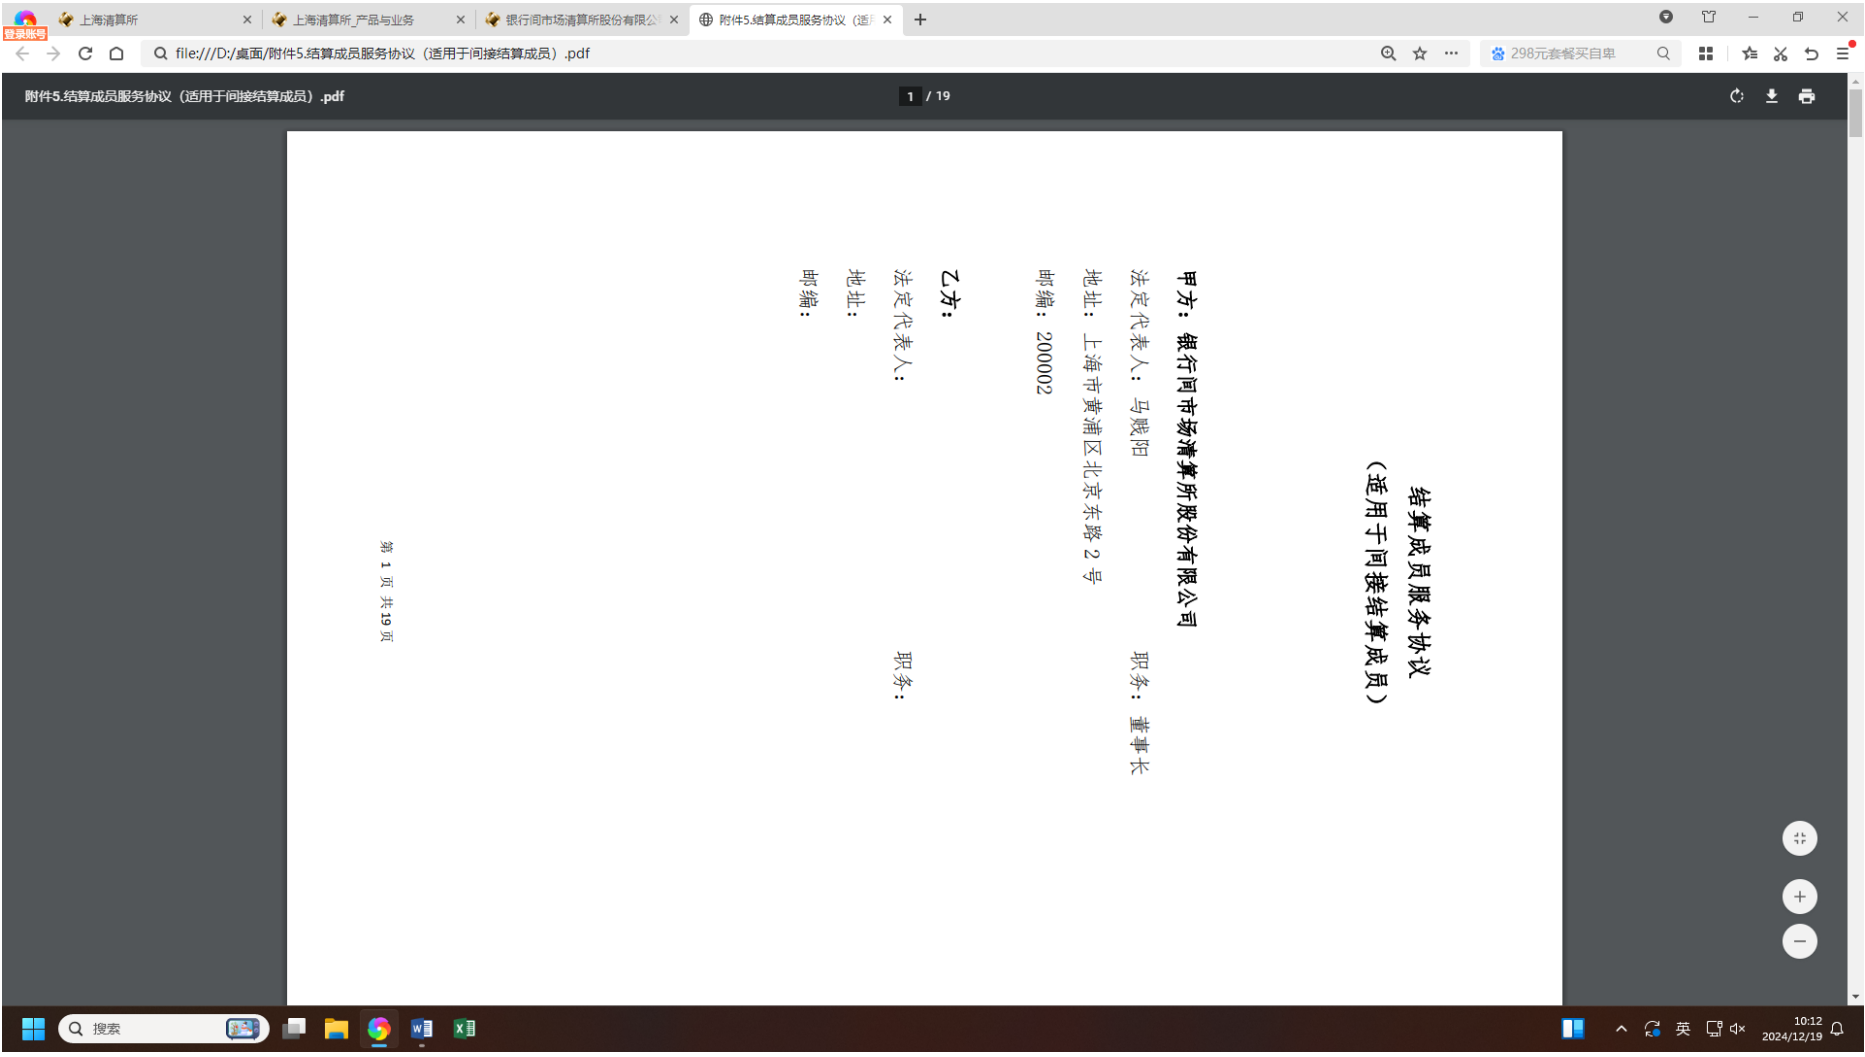 上海清算所
上海清算所_产品与业务
银行间市场清算所股份有限公
附件5.结算成员服务协议（适
登录账号
file:///D:/桌面/附件5.结算成员服务协议（适用于间接结算成员）.pdf
298元套餐买自卑
附件5.结算成员服务协议（适用于间接结算成员）.pdf
1 / 19
结算成员服务协议
（适用于间接结算成员）
甲方：银行间市场清算所股份有限公司
法定代表人：马贱阳 职务：董事长
地址：上海市黄浦区北京东路2号
邮编：200002
乙方：
法定代表人： 职务：
地址：
邮编：
第 1 页 共 19 页
搜索
英
10:12
2024/12/19